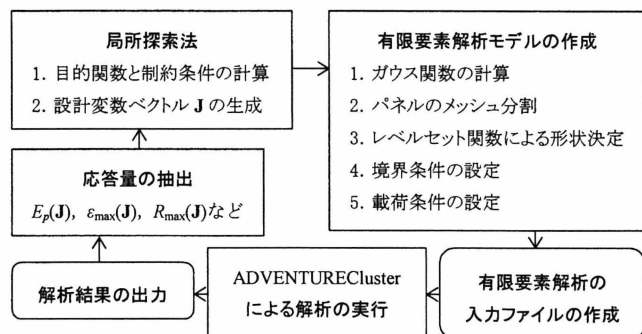 局所探索法
1. 目的関数と制約条件の計算
2. 設計変数ベクトル J の生成
有限要素解析モデルの作成
1. ガウス関数の計算
2. パネルのメッシュ分割
3. レベルセット関数による形状決定
4. 境界条件の設定
5. 載荷条件の設定
応答量の抽出
Ep(J), εmax(J), Rmax(J)など
解析結果の出力
ADVENTURECluster
による解析の実行
有限要素解析の
入力ファイルの作成